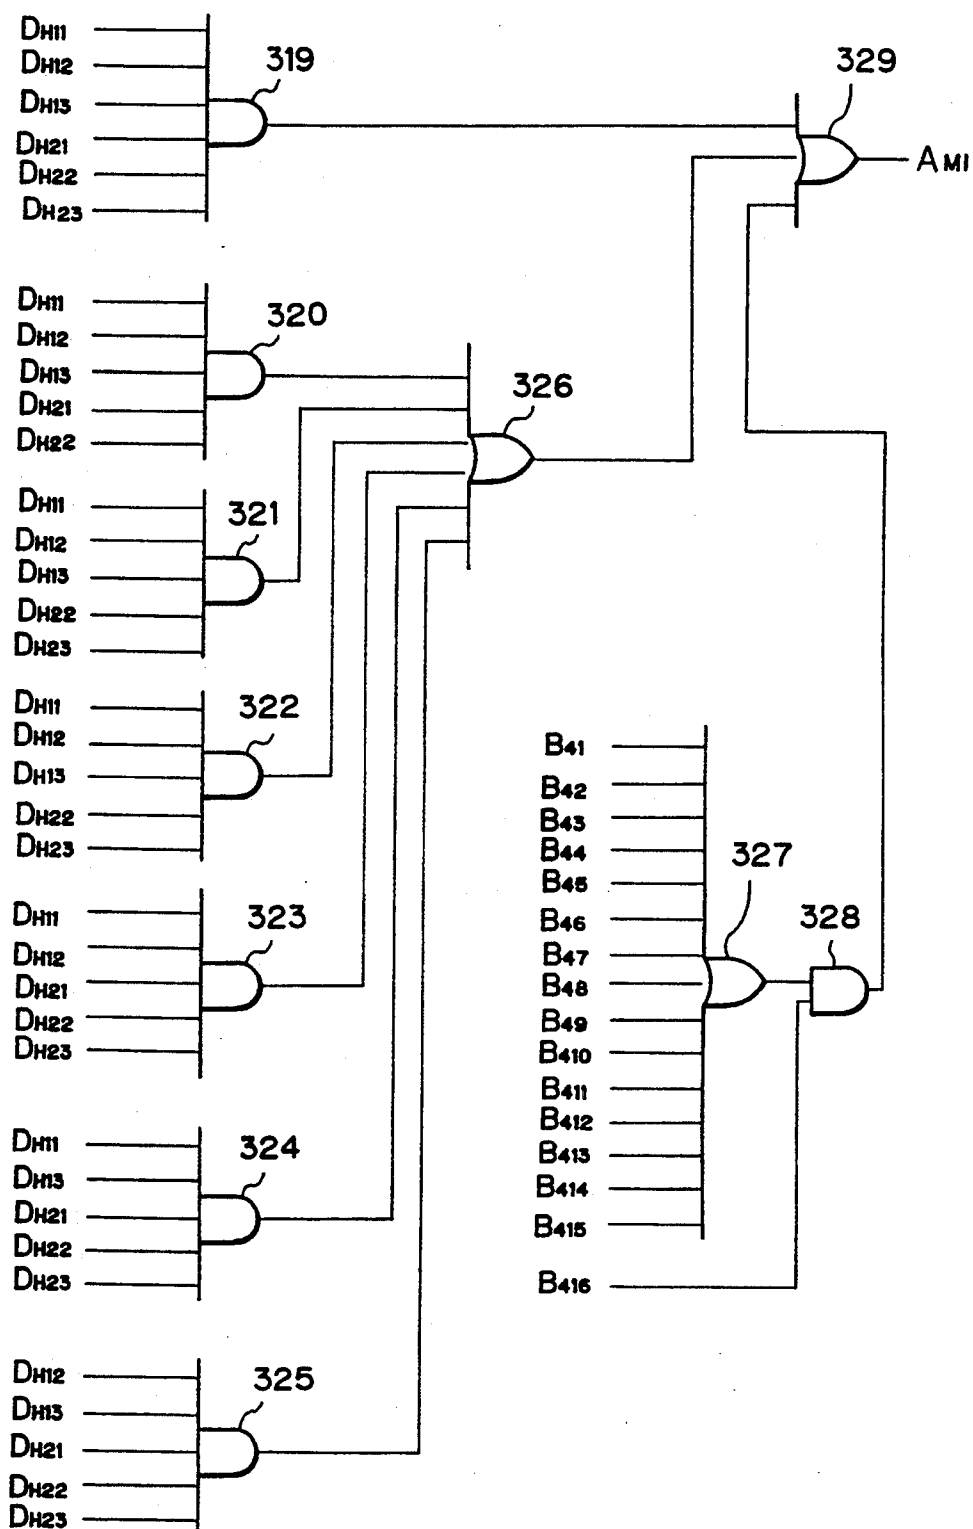 DH11
DH12
319
DH13
DH21
DH22
DH23
329
AM1
DH11
320
DH12
DH13
DH21
DH22
326
DH11
321
DH12
DH13
DH22
DH23
DH11
322
DH12
DH13
DH22
DH23
DH11
323
DH12
DH21
DH22
DH23
DH11
324
DH13
DH21
DH22
DH23
DH12
325
DH13
DH21
DH22
DH23
B41
B42
B43
B44
327
B45
B46
328
B47
B48
B49
B410
B411
B412
B413
B414
B415
B416